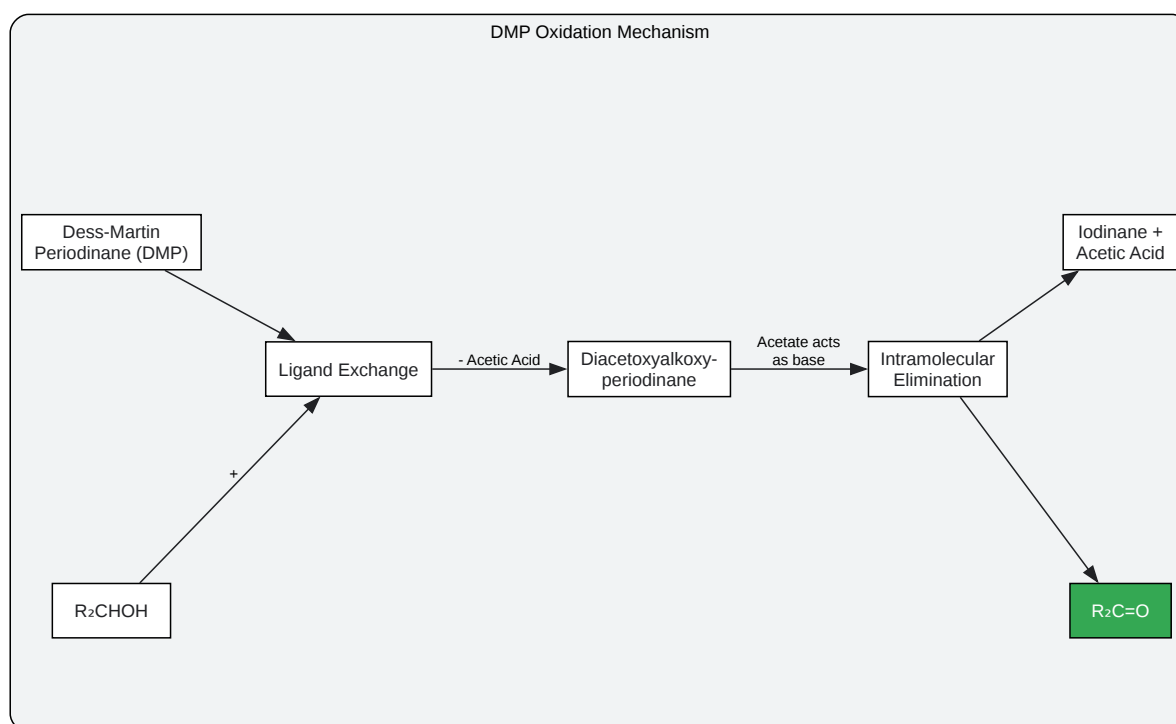 DMP Oxidation Mechanism
Dess-Martin
Periodinane (DMP)
Iodinane +
Acetic Acid
Ligand Exchange
- Acetic Acid
Diacetoxyalkoxy-
periodinane
Acetate acts
as base
Intramolecular
Elimination
+
R₂CHOH
R₂C=O